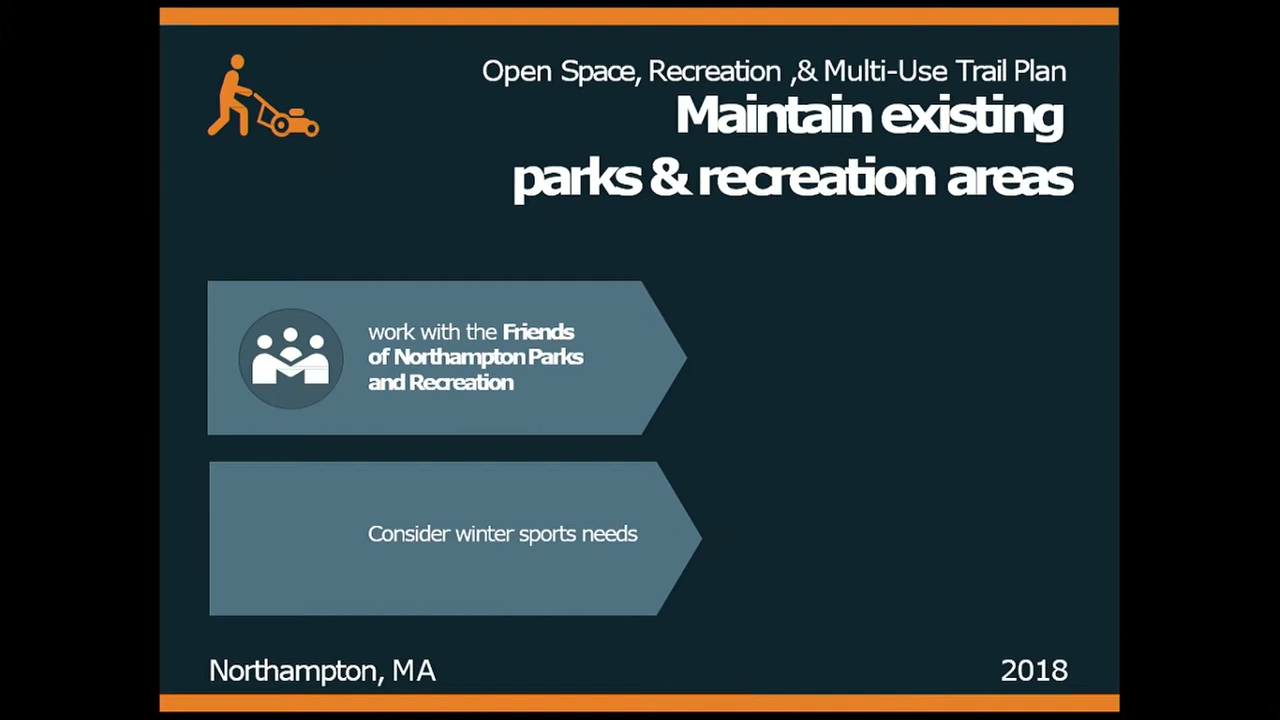 Open Space, Recreation ,& Multi-Use Trail Plan
Maintain existing
parks & recreation areas
work with the Friends
of Northampton Parks
and Recreation
Consider winter sports needs
Northampton, MA
2018